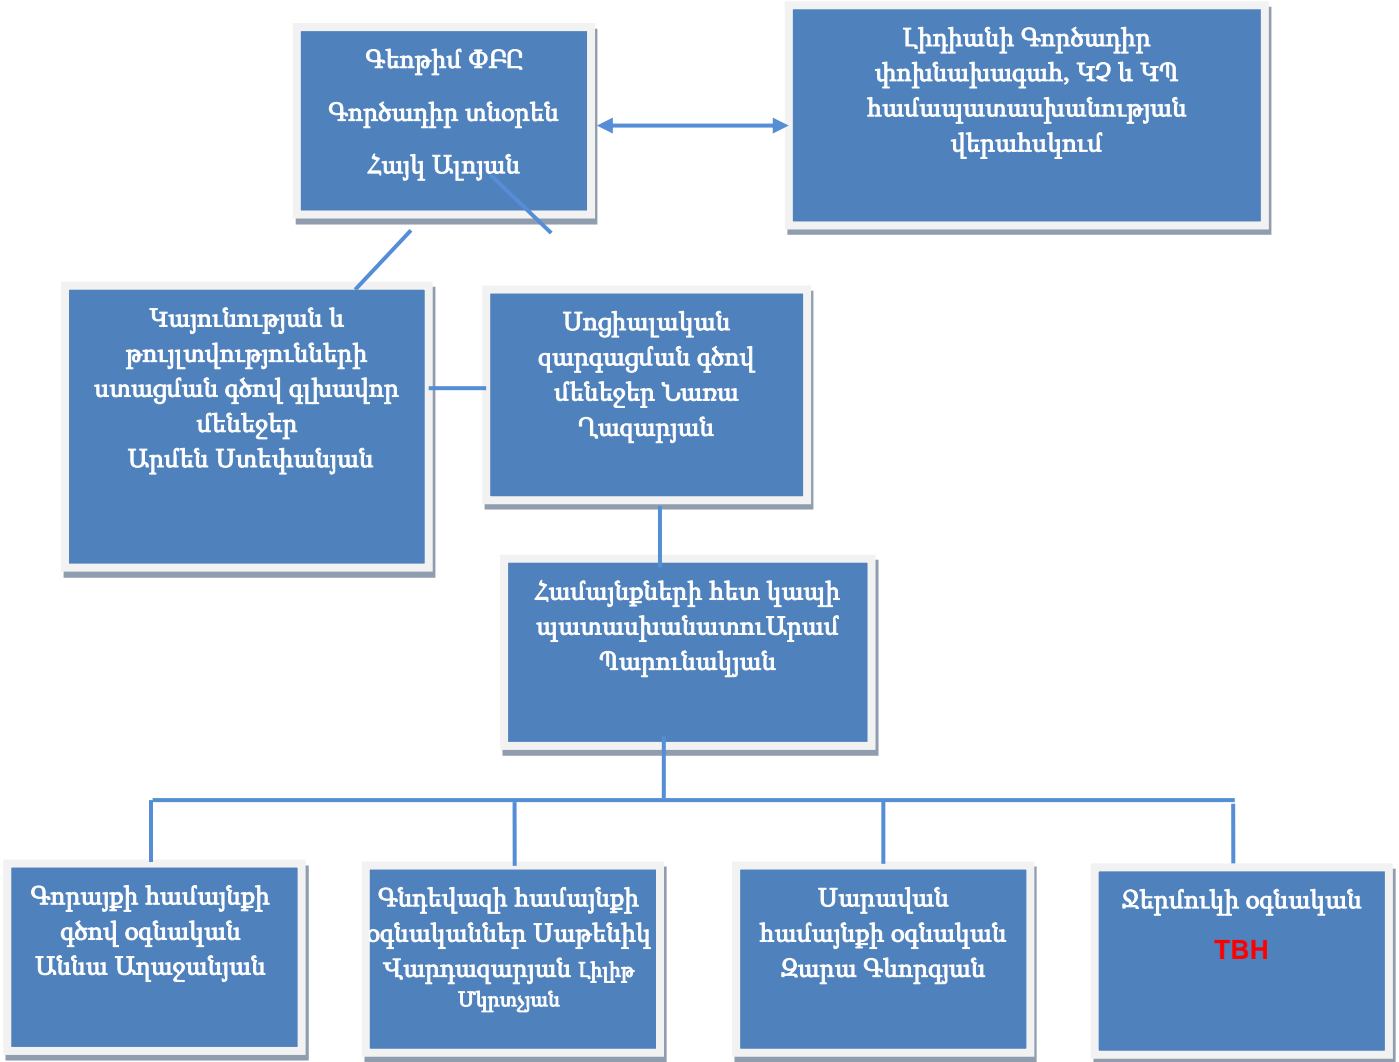 Գեոթիմ ՓԲԸ
Գործադիր տնօրեն
Հայկ Ալոյան
Լիդիանի Գործադիր
փոխնախագահ, ԿՉ և ԿՊ
համապատասխանության
վերահսկում
Կայունության և
թույլտվությունների
ստացման գծով գլխավոր
մենեջեր
Արմեն Ստեփանյան
Սոցիալական
զարգացման գծով
մենեջեր Նառա
Ղազարյան
Համայնքների հետ կապի
պատասխանատուԱրամ
Պարունակյան
Գորայքի համայնքի
գծով օգնական
Աննա Աղաջանյան
Գնդեվազի համայնքի
օգնականներ Սաթենիկ
Վարդազարյան Լիլիթ
Մկրտչյան
Սարավան
համայնքի օգնական
Զարա Գևորգյան
Ջերմուկի օգնական
TBH